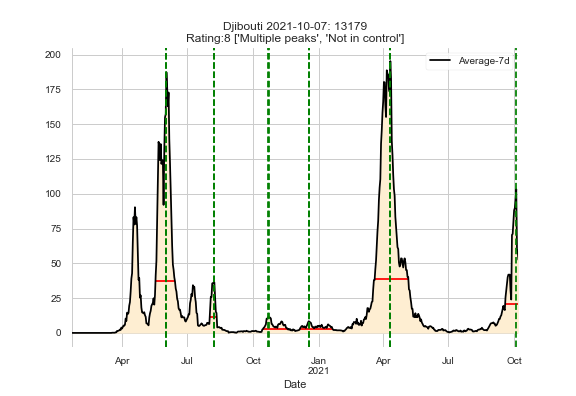 Djibouti 2021-10-07: 13179
Rating:8 ['Multiple peaks', 'Not in control']
Average-7d
200
175
150
125
100
75
50
25
0
Apr
Jul
Oct
Jan
2021
Apr
Jul
Oct
Date